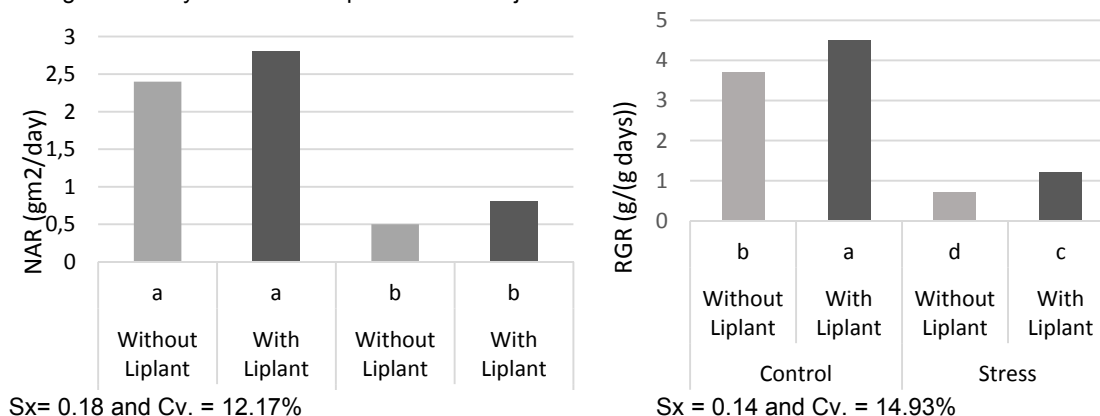 3
2,5
2
1,5
1
0,5
0
NAR (gm2/day)
a a b b
Without Liplant With Liplant Without Liplant With Liplant
Sx= 0.18 and Cv. = 12.17%
5
4
3
2
1
0
RGR (g/(g days))
b a d c
Without Liplant With Liplant Without Liplant With Liplant
Control Stress
Sx = 0.14 and Cv. = 14.93%